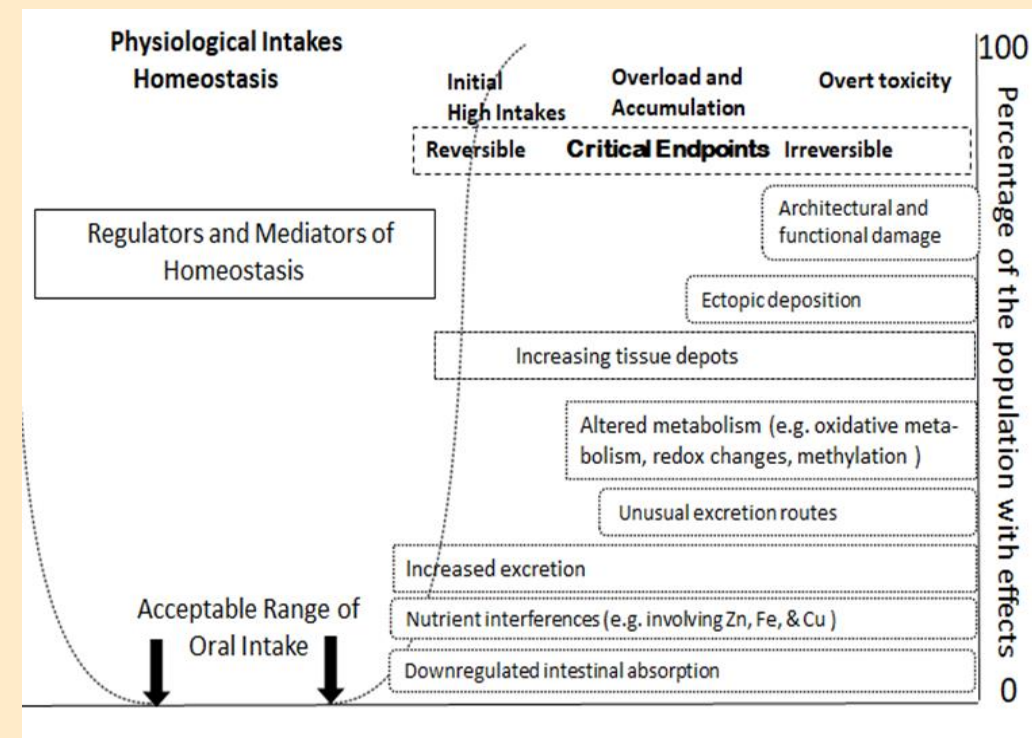 Physiological Intakes
Homeostasis
Initial
High Intakes
Overload and
Accumulation
Overt toxicity
Reversible
Critical Endpoints
Irreversible
Regulators and Mediators of
Homeostasis
Architectural and
functional damage
Ectopic deposition
Increasing tissue depots
Altered metabolism (e.g. oxidative meta-
bolism, redox changes, methylation )
Unusual excretion routes
Increased excretion
Nutrient interferences (e.g. involving Zn, Fe, & Cu )
Downregulated intestinal absorption
Acceptable Range of
Oral Intake
100
Percentage of the population with effects
0